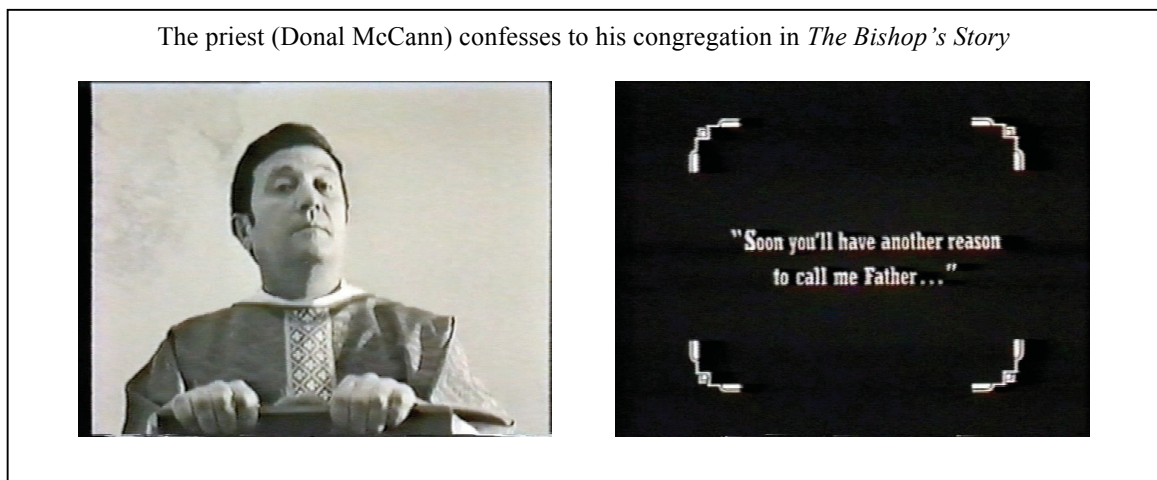 The priest (Donal McCann) confesses to his congregation in The Bishop’s Story
“Soon you’ll have another reason
to call me Father...”